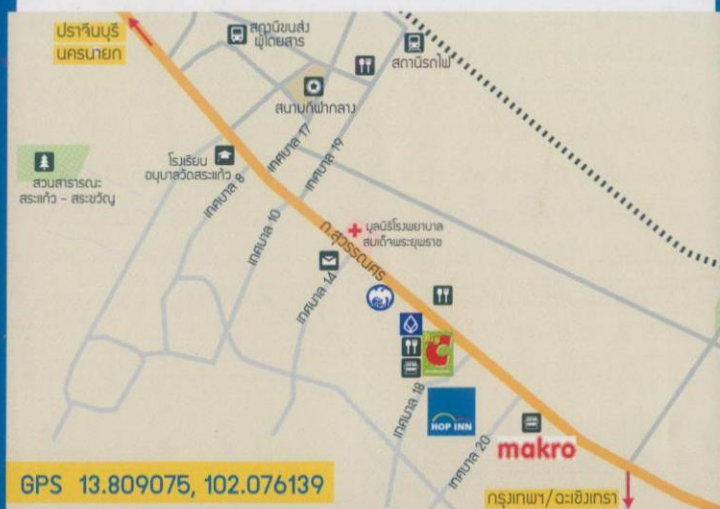 ปราจีนบุรี
นครนายก
สถานีขนส่ง
ผู้โดยสาร
สถานีรถไฟ
สนามกีฬากลาง
เทศบาล 17
เทศบาล 19
โรงเรียน
อนุบาลวัดสระแก้ว
เทศบาล 8
สวนสาธารณะ
สระแก้ว - สระขวัญ
เทศบาล 10
มูลนิธิโรงพยาบาล
สมเด็จพระยุพราช
ถ.สุวรรณศร
เทศบาล 14
Big
C
เทศบาล 18
HOP INN
เทศบาล 20
makro
GPS 13.809075, 102.076139
กรุงเทพฯ/ฉะเชิงเทรา